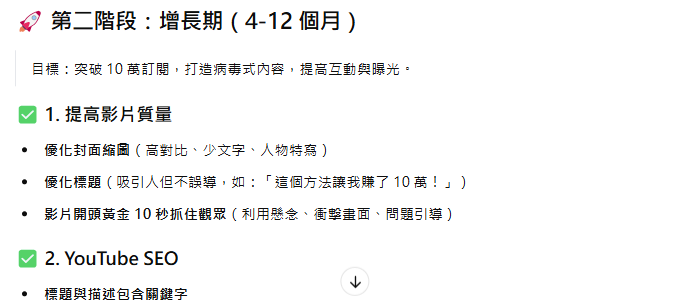 🚀 第二階段：增長期（4-12 個月）
目標：突破 10 萬訂閱，打造病毒式內容，提高互動與曝光。
✅ 1. 提高影片質量
• 優化封面縮圖（高對比、少文字、人物特寫）
• 優化標題（吸引人但不誤導，如：「這個方法讓我賺了 10 萬！」）
• 影片開頭黃金 10 秒抓住觀眾（利用懸念、衝擊畫面、問題引導）
✅ 2. YouTube SEO
• 標題與描述包含關鍵字